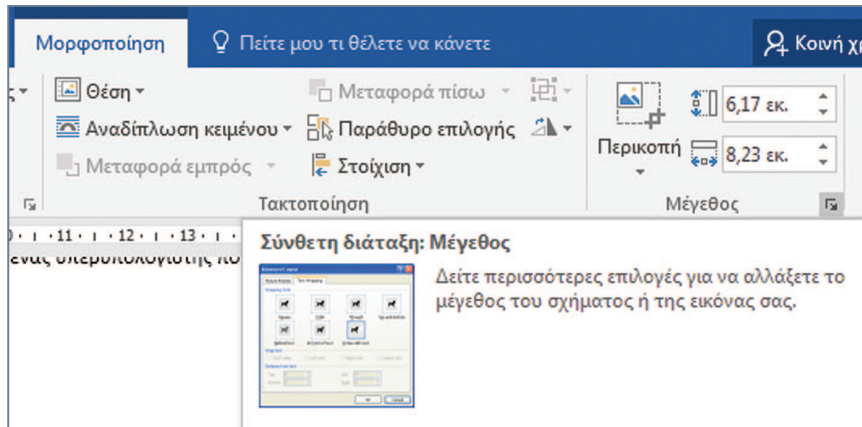 Μορφοποίηση Πείτε μου τι θέλετε να κάνετε Κοινή
Θέση Μεταφορά πίσω 6,17 εκ.
Αναδίπλωση κειμένου Παράθυρο επιλογής Περικοπή 8,23 εκ.
Μεταφορά εμπρός Στοίχιση
Τακτοποίηση Μέγεθος
11 12 13
ένας υπερυπολογιστής
Σύνθετη διάταξη: Μέγεθος
Δείτε περισσότερες επιλογές για να αλλάξετε το
μέγεθος του σχήματος ή της εικόνας σας.